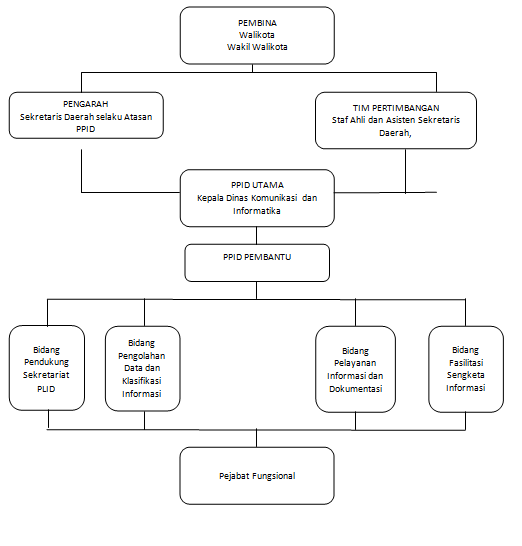 PEMBINA
Walikota
Wakil Walikota
PENGARAH
Sekretaris Daerah selaku Atasan
PPID
TIM PERTIMBANGAN
Staf Ahli dan Asisten Sekretaris
Daerah,
PPID UTAMA
Kepala Dinas Komunikasi dan
Informatika
PPID PEMBANTU
Bidang
Pendukung
Sekretariat
PLID
Bidang
Pengolahan
Data dan
Klasifikasi
Informasi
Bidang
Pelayanan
Informasi dan
Dokumentasi
Bidang
Fasilitasi
Sengketa
Informasi
Pejabat Fungsional